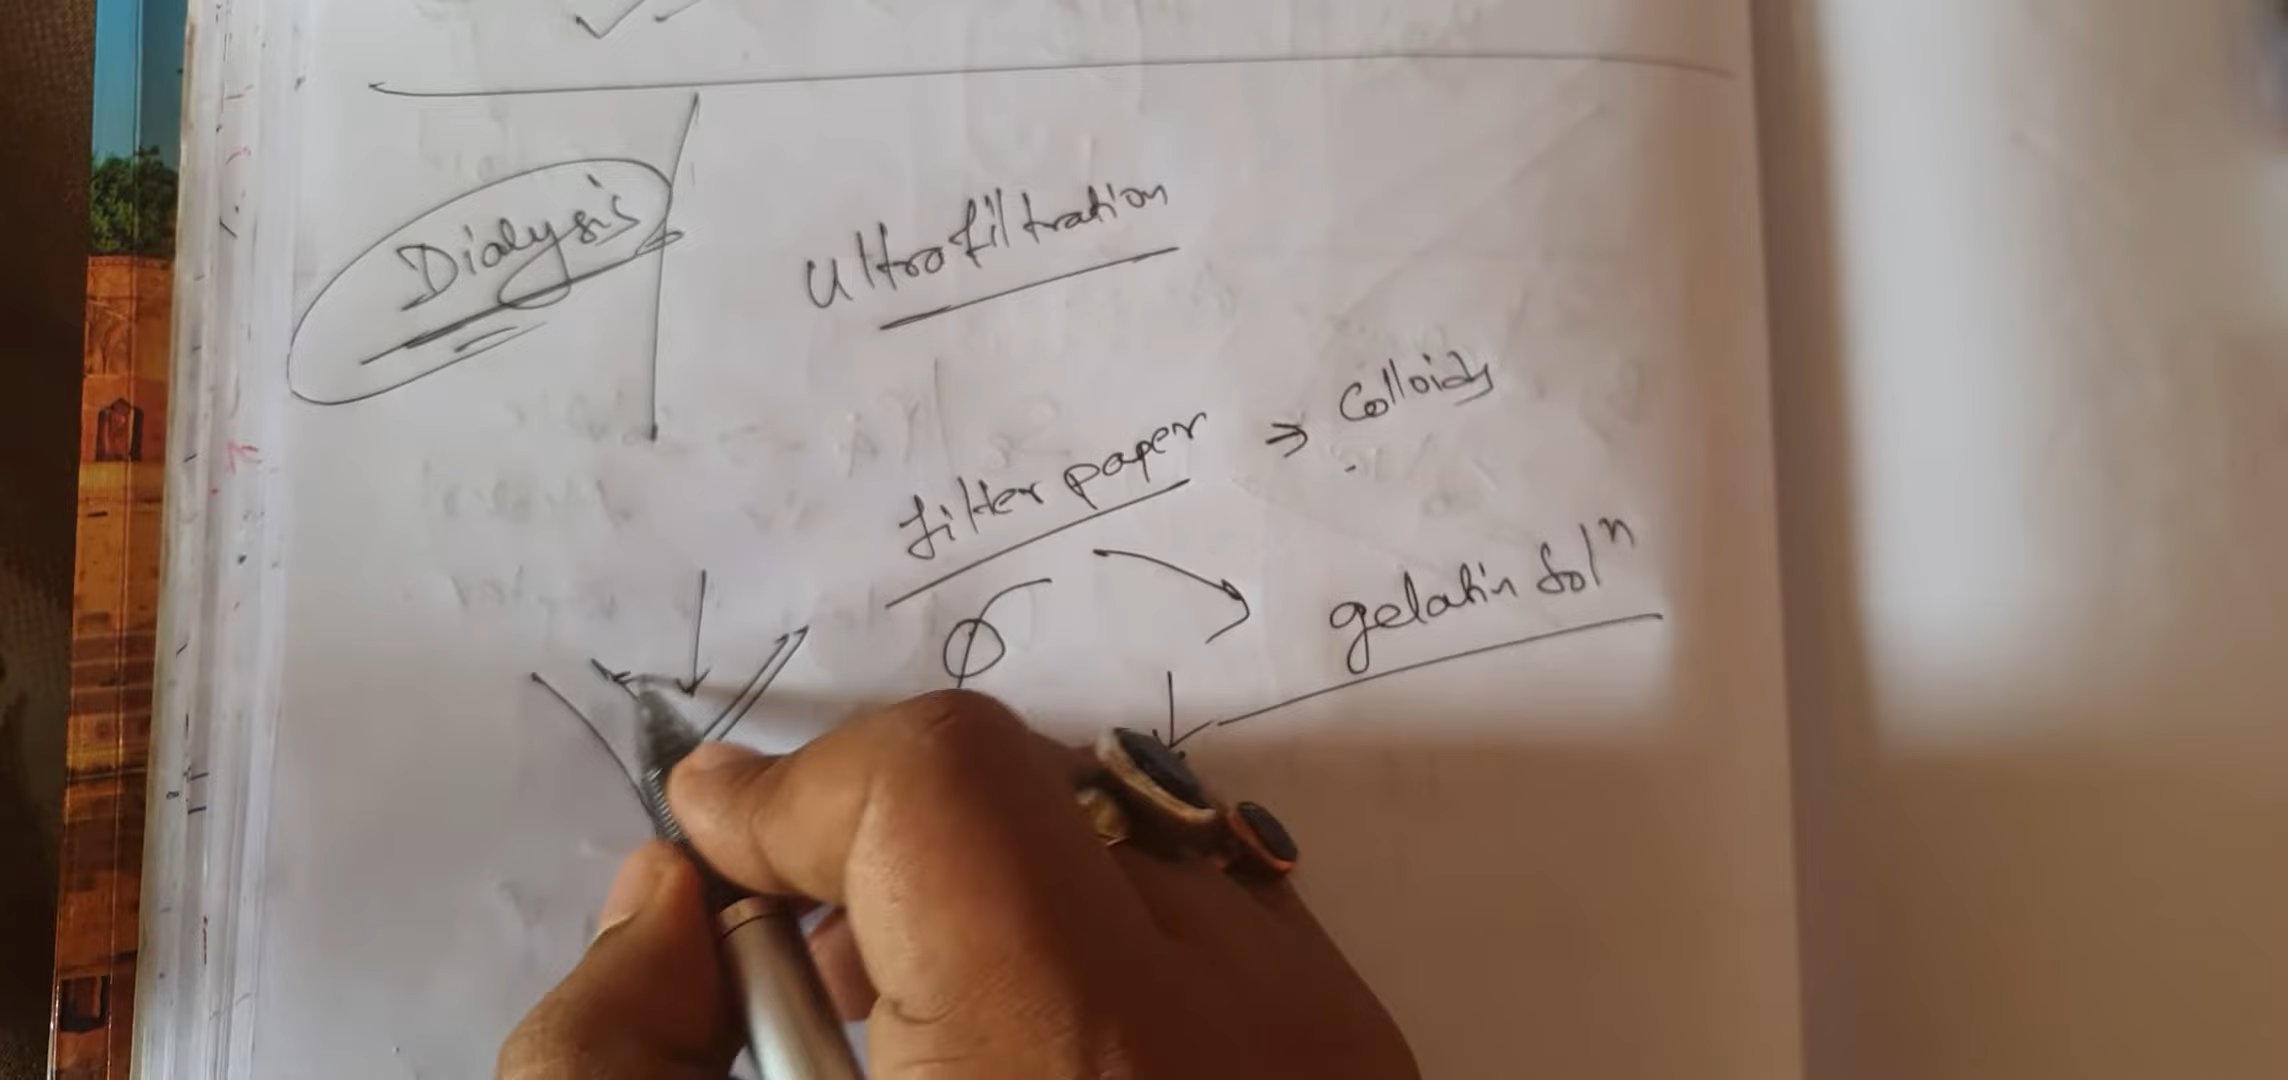 Dialysis
Ultrafiltration
filter paper ⇒ Colloids
gelatin solⁿ